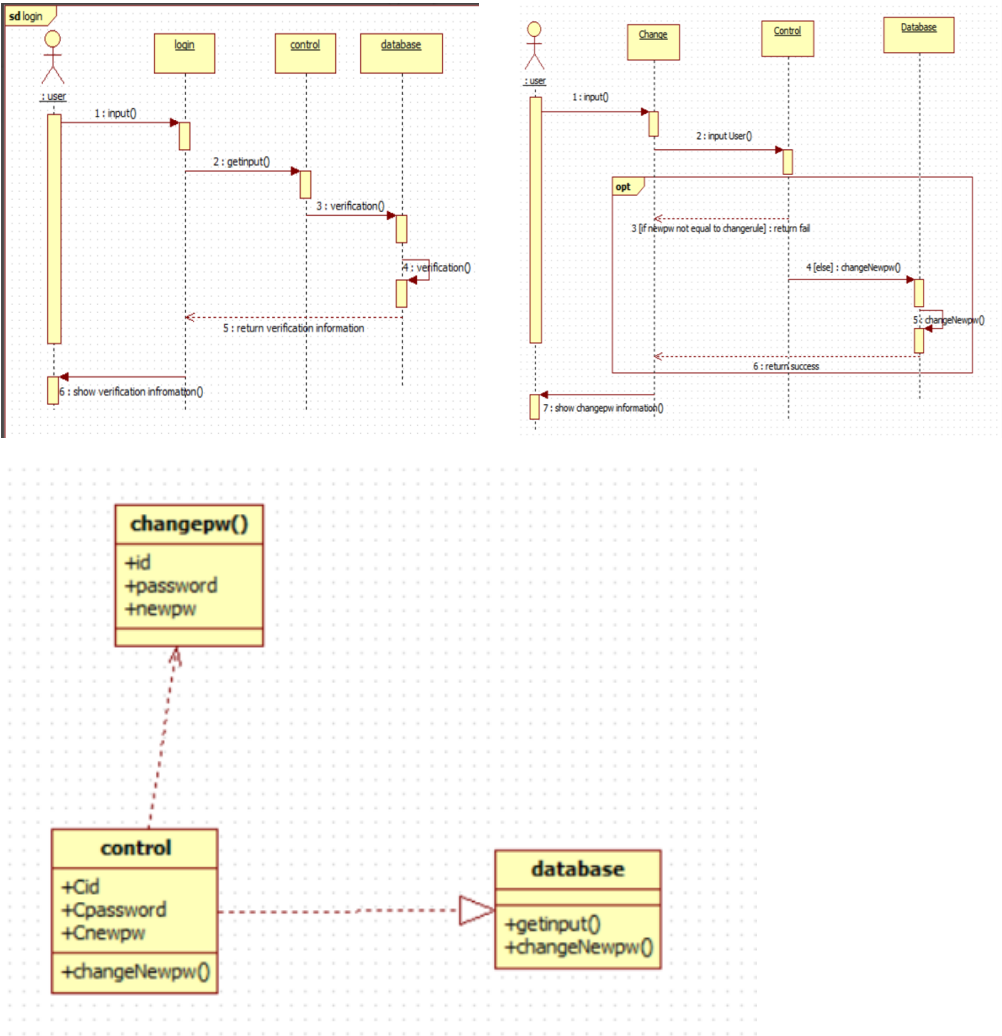 sd login
: user
login
control
database
1 : input()
2 : getinput()
3 : verification()
4 : verification()
5 : return verification information
6 : show verification infromation()
: user
Change
Control
Database
1 : input()
2 : input User()
opt
3 [if newpw not equal to changerule] : return fail
4 [else] : changeNewpw()
5 : changeNewpw()
6 : return success
7 : show changepw information()
changepw()
+id
+password
+newpw
control
+Cid
+Cpassword
+Cnewpw
+changeNewpw()
database
+getinput()
+changeNewpw()